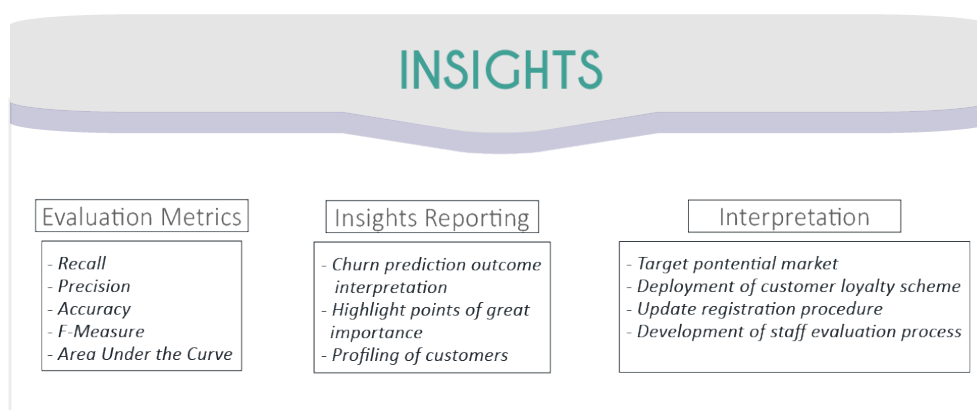 INSIGHTS
Evaluation Metrics
- Recall
- Precision
- Accuracy
- F-Measure
- Area Under the Curve
Insights Reporting
- Churn prediction outcome
interpretation
- Highlight points of great
importance
- Profiling of customers
Interpretation
- Target pontential market
- Deployment of customer loyalty scheme
- Update registration procedure
- Development of staff evaluation process